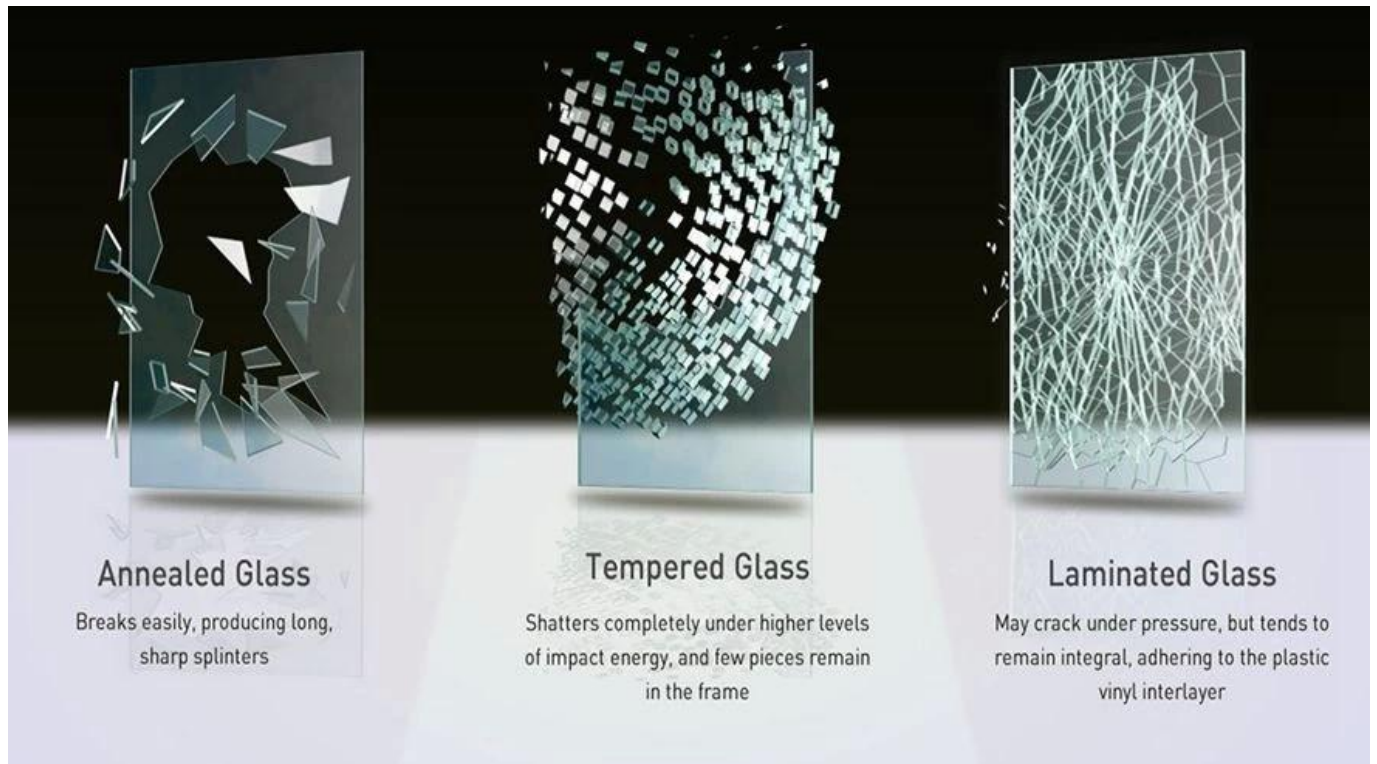 Annealed Glass
Breaks easily, producing long,
sharp splinters
Tempered Glass
Shatters completely under higher levels
of impact energy, and few pieces remain
in the frame
Laminated Glass
May crack under pressure, but tends to
remain integral, adhering to the plastic
vinyl interlayer